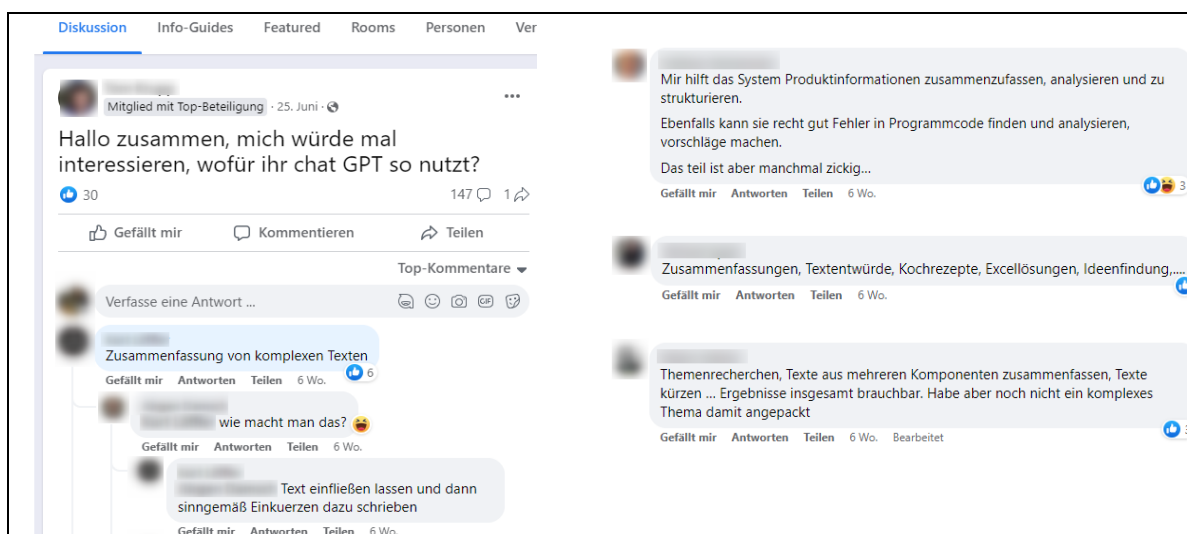 Diskussion Info-Guides Featured Rooms Personen Ver
Mitglied mit Top-Beteiligung · 25. Juni ·
Hallo zusammen, mich würde mal
interessieren, wofür ihr chat GPT so nutzt?
30 147 1
Gefällt mir Kommentieren Teilen
Top-Kommentare
Verfasse eine Antwort ...
GIF
Zusammenfassung von komplexen Texten
6
Gefällt mir Antworten Teilen 6 Wo.
wie macht man das?
Gefällt mir Antworten Teilen 6 Wo.
Text einfließen lassen und dann
sinngemäß Einkuerzen dazu schrieben
Gefällt mir Antworten Teilen 6 Wo.
Mir hilft das System Produktinformationen zusammenzufassen, analysieren und zu
strukturieren.
Ebenfalls kann sie recht gut Fehler in Programmcode finden und analysieren,
vorschläge machen.
Das teil ist aber manchmal zickig...
3
Gefällt mir Antworten Teilen 6 Wo.
Zusammenfassungen, Textentwürde, Kochrezepte, Excellösungen, Ideenfindung,....
Gefällt mir Antworten Teilen 6 Wo.
Themenrecherchen, Texte aus mehreren Komponenten zusammenfassen, Texte
kürzen ... Ergebnisse insgesamt brauchbar. Habe aber noch nicht ein komplexes
Thema damit angepackt
Gefällt mir Antworten Teilen 6 Wo. Bearbeitet